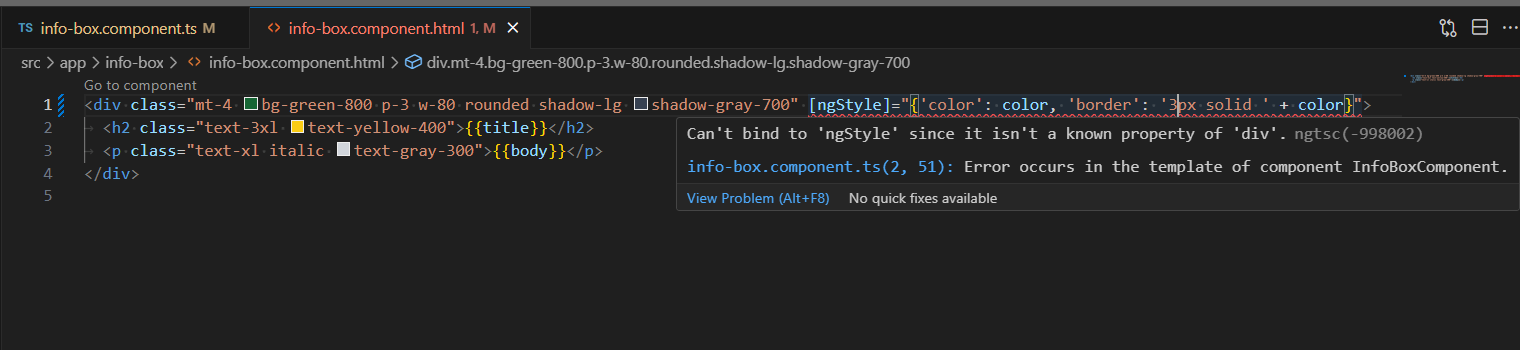 TS info-box.component.ts M <> info-box.component.html 1, M ×
src > app > info-box > <> info-box.component.html > div.mt-4.bg-green-800.p-3.w-80.rounded.shadow-lg.shadow-gray-700
Go to component
1 <div class="mt-4 bg-green-800 p-3 w-80 rounded shadow-lg shadow-gray-700" [ngStyle]="{'color': color, 'border': '3px solid ' + color}">
2 <h2 class="text-3xl text-yellow-400">{{title}}</h2>
3 <p class="text-xl italic text-gray-300">{{body}}</p>
4 </div>
5
Can't bind to 'ngStyle' since it isn't a known property of 'div'. ngtsc(-998002)
info-box.component.ts(2, 51): Error occurs in the template of component InfoBoxComponent.
View Problem (Alt+F8) No quick fixes available